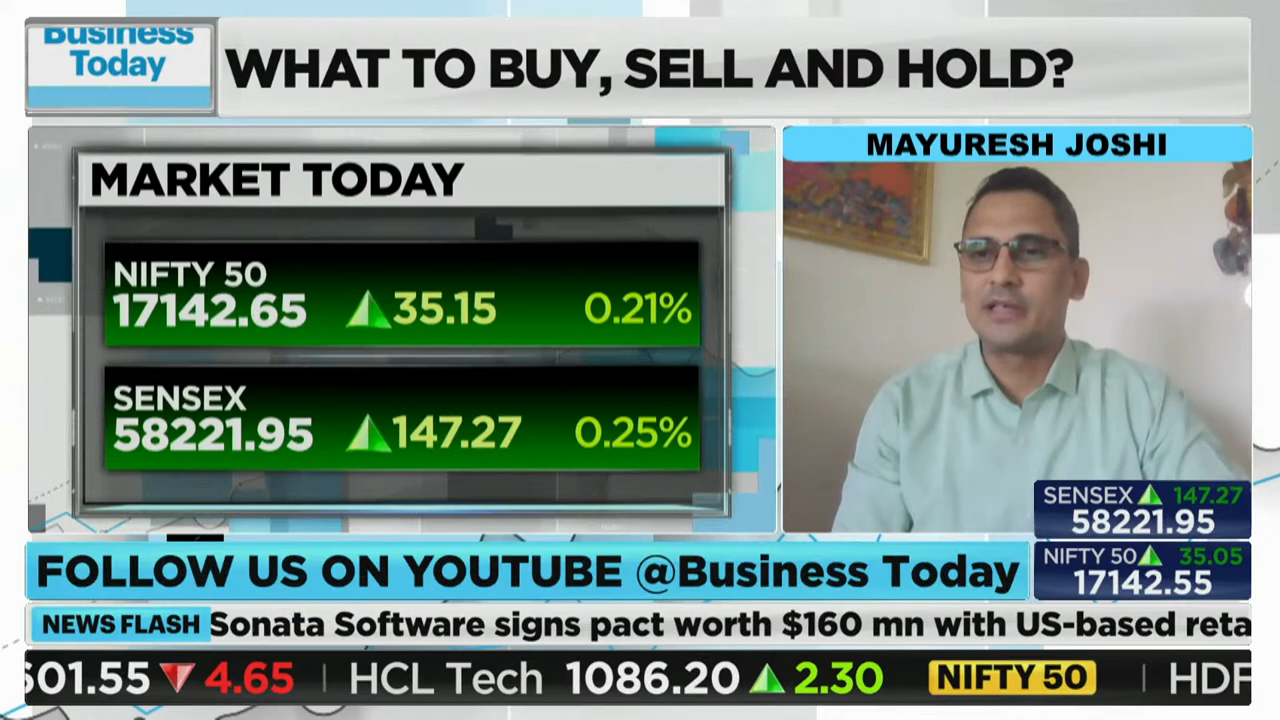 Business
Today
WHAT TO BUY, SELL AND HOLD?
MARKET TODAY
NIFTY 50
17142.65 35.15 0.21%
SENSEX
58221.95 147.27 0.25%
MAYURESH JOSHI
SENSEX 147.27
58221.95
NIFTY 50 35.05
17142.55
FOLLOW US ON YOUTUBE @Business Today
NEWS FLASH Sonata Software signs pact worth $160 mn with US-based reta
601.55 4.65 HCL Tech 1086.20 2.30 NIFTY 50 HDF